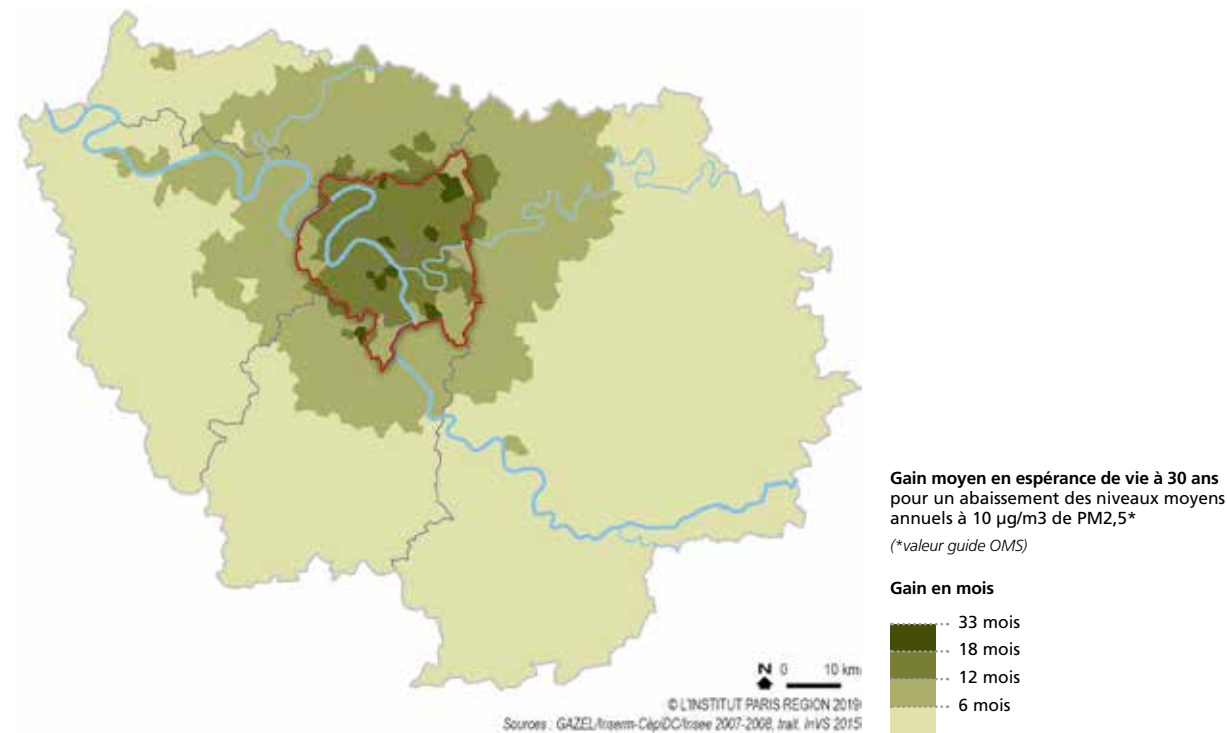 Gain moyen en espérance de vie à 30 ans
pour un abaissement des niveaux moyens
annuels à 10 µg/m3 de PM2,5*
(*valeur guide OMS)
Gain en mois
33 mois
18 mois
12 mois
6 mois
N 0 10 km
© L'INSTITUT PARIS REGION 2019
Sources : GAZEL/Inserm-CépiDC/Insee 2007-2008, trait. InVS 2015